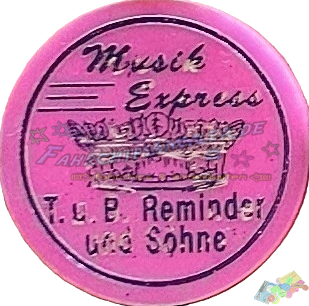 Musik
Express
T. u. B. Reminder
und Söhne